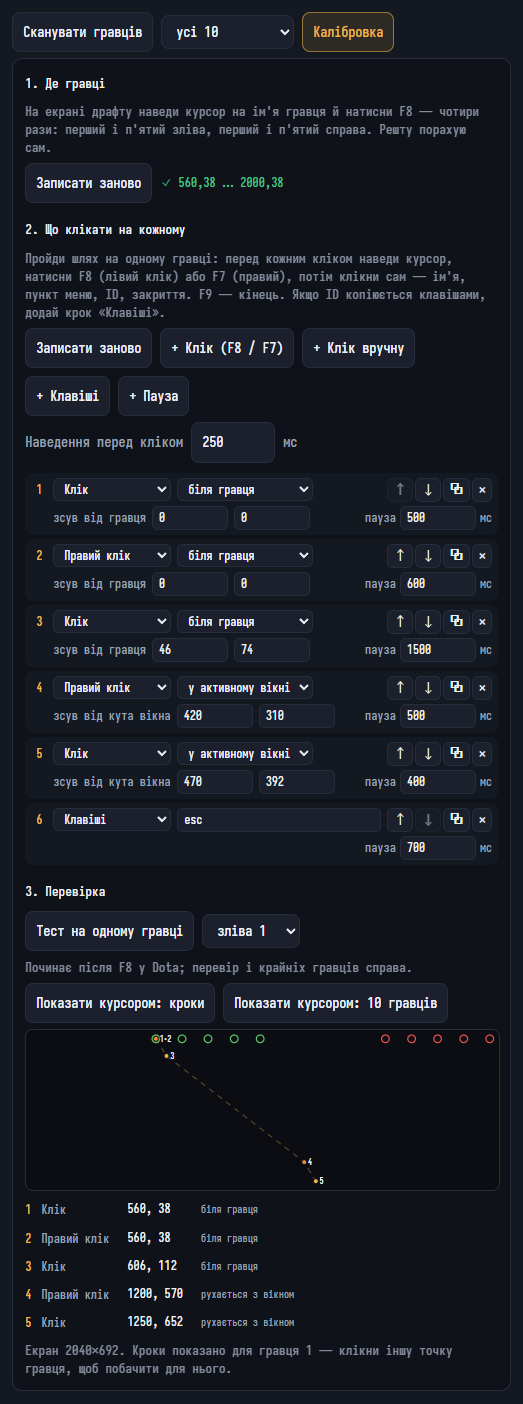 Сканувати гравців усі 10 Калібровка
1. Де гравці
На екрані драфту наведи курсор на ім'я гравця й натисни F8 — чотири
рази: перший і п'ятий зліва, перший і п'ятий справа. Решту порахую
сам.
Записати заново ✓ 560,38 … 2000,38
2. Що клікати на кожному
Пройди шлях на одному гравці: перед кожним кліком наведи курсор,
натисни F8 (лівий клік) або F7 (правий), потім клікни сам — ім'я,
пункт меню, ID, закриття. F9 — кінець. Якщо ID копіюється клавішами,
додай крок «Клавіші».
Записати заново + Клік (F8 / F7) + Клік вручну
+ Клавіші + Пауза
Наведення перед кліком 250 мс
1 Клік біля гравця ↑ ↓ ×
зсув від гравця 0 0 пауза 500 мс
2 Правий клік біля гравця ↑ ↓ ×
зсув від гравця 0 0 пауза 600 мс
3 Клік біля гравця ↑ ↓ ×
зсув від гравця 46 74 пауза 1500 мс
4 Правий клік у активному вікні ↑ ↓ ×
зсув від кута вікна 420 310 пауза 500 мс
5 Клік у активному вікні ↑ ↓ ×
зсув від кута вікна 470 392 пауза 400 мс
6 Клавіші esc ↑ ↓ ×
пауза 700 мс
3. Перевірка
Тест на одному гравці зліва 1
Починає після F8 у Dota; перевір і крайніх гравців справа.
Показати курсором: кроки Показати курсором: 10 гравців
1·2
3
4
5
1 Клік 560, 38 біля гравця
2 Правий клік 560, 38 біля гравця
3 Клік 606, 112 біля гравця
4 Правий клік 1200, 570 рухається з вікном
5 Клік 1250, 652 рухається з вікном
Екран 2040×692. Кроки показано для гравця 1 — клікни іншу точку
гравця, щоб побачити для нього.